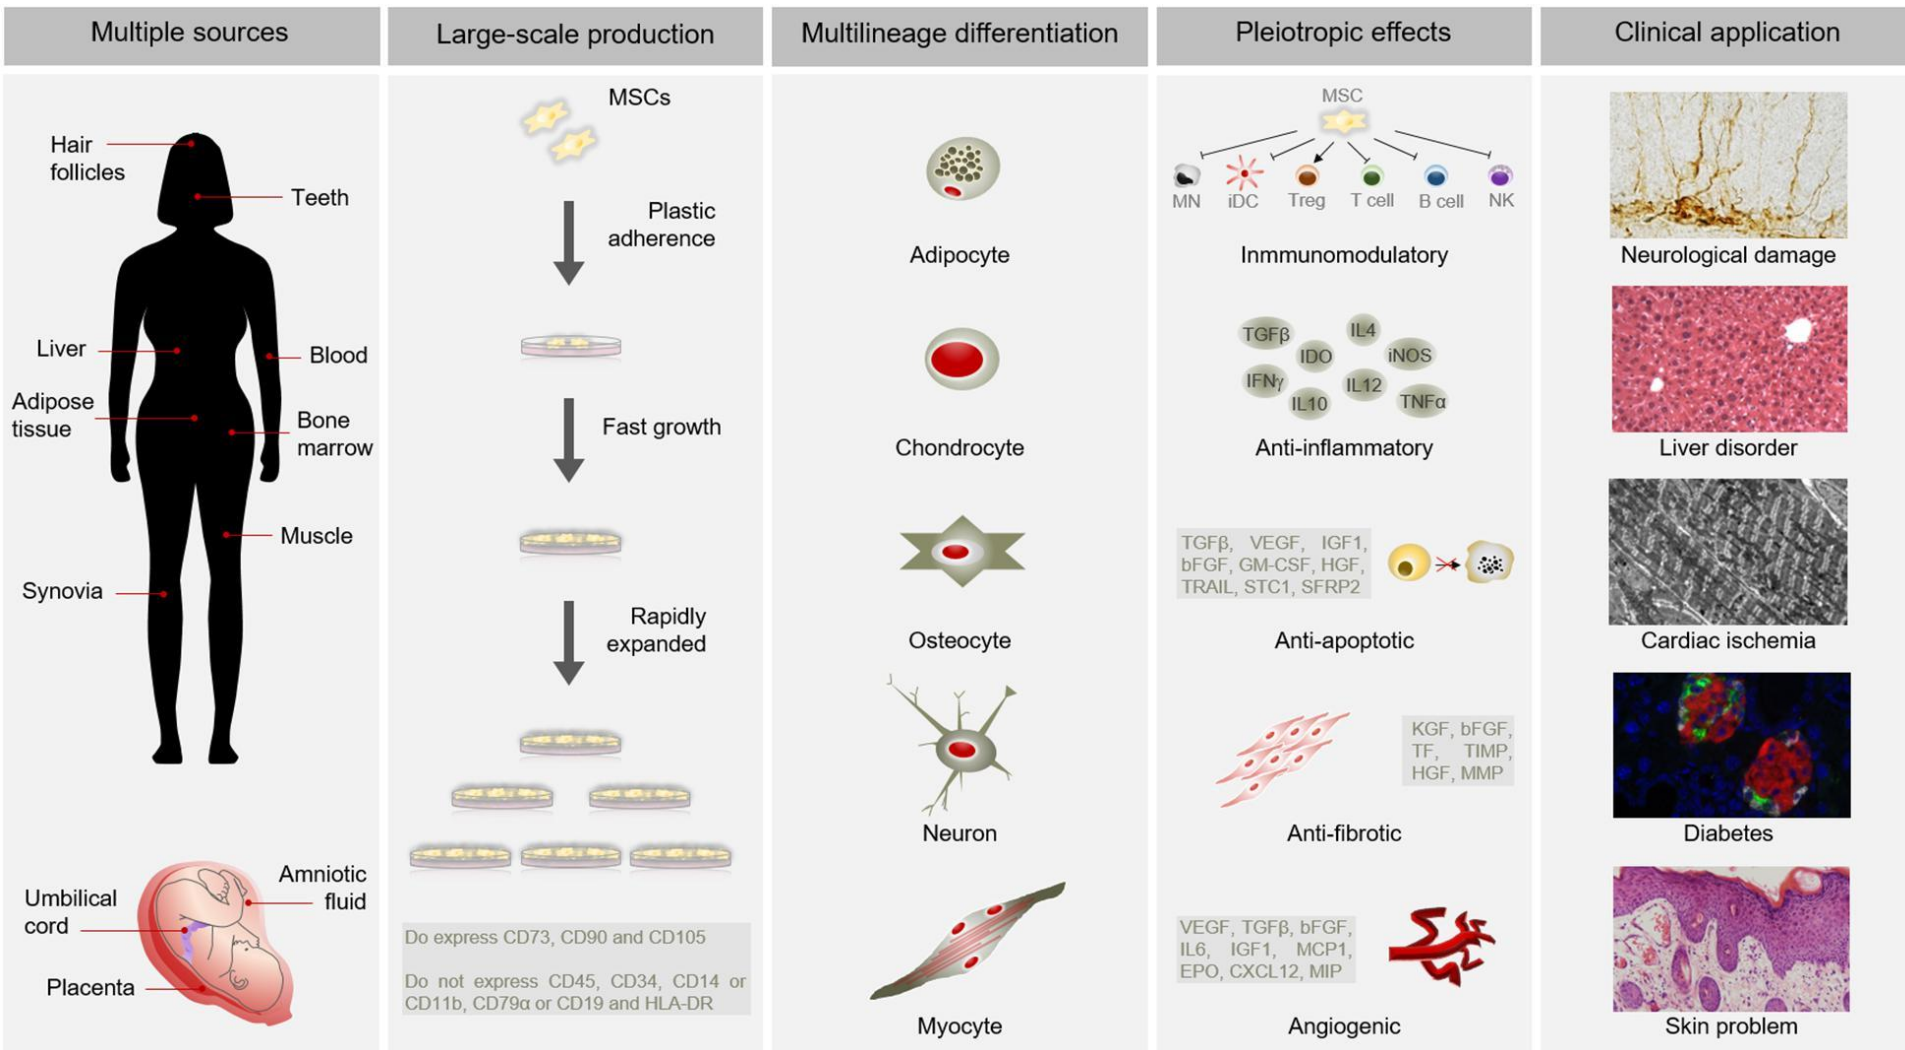 Multiple sources
Large-scale production
Multilineage differentiation
Pleiotropic effects
Clinical application
Hair
follicles
Teeth
Liver
Blood
Adipose
tissue
Bone
marrow
Muscle
Synovia
Amniotic
fluid
Umbilical
cord
Placenta
MSCs
Plastic
adherence
Fast growth
Rapidly
expanded
Do express CD73, CD90 and CD105
Do not express CD45, CD34, CD14 or
CD11b, CD79α or CD19 and HLA-DR
Adipocyte
Chondrocyte
Osteocyte
Neuron
Myocyte
MSC
MN
iDC
Treg
T cell
B cell
NK
Inmmunomodulatory
TGFβ
IL4
IDO
iNOS
IFNγ
IL12
IL10
TNFα
Anti-inflammatory
TGFβ, VEGF, IGF1,
bFGF, GM-CSF, HGF,
TRAIL, STC1, SFRP2
Anti-apoptotic
KGF, bFGF,
TF, TIMP,
HGF, MMP
Anti-fibrotic
VEGF, TGFβ, bFGF,
IL6, IGF1, MCP1,
EPO, CXCL12, MIP
Angiogenic
Neurological damage
Liver disorder
Cardiac ischemia
Diabetes
Skin problem